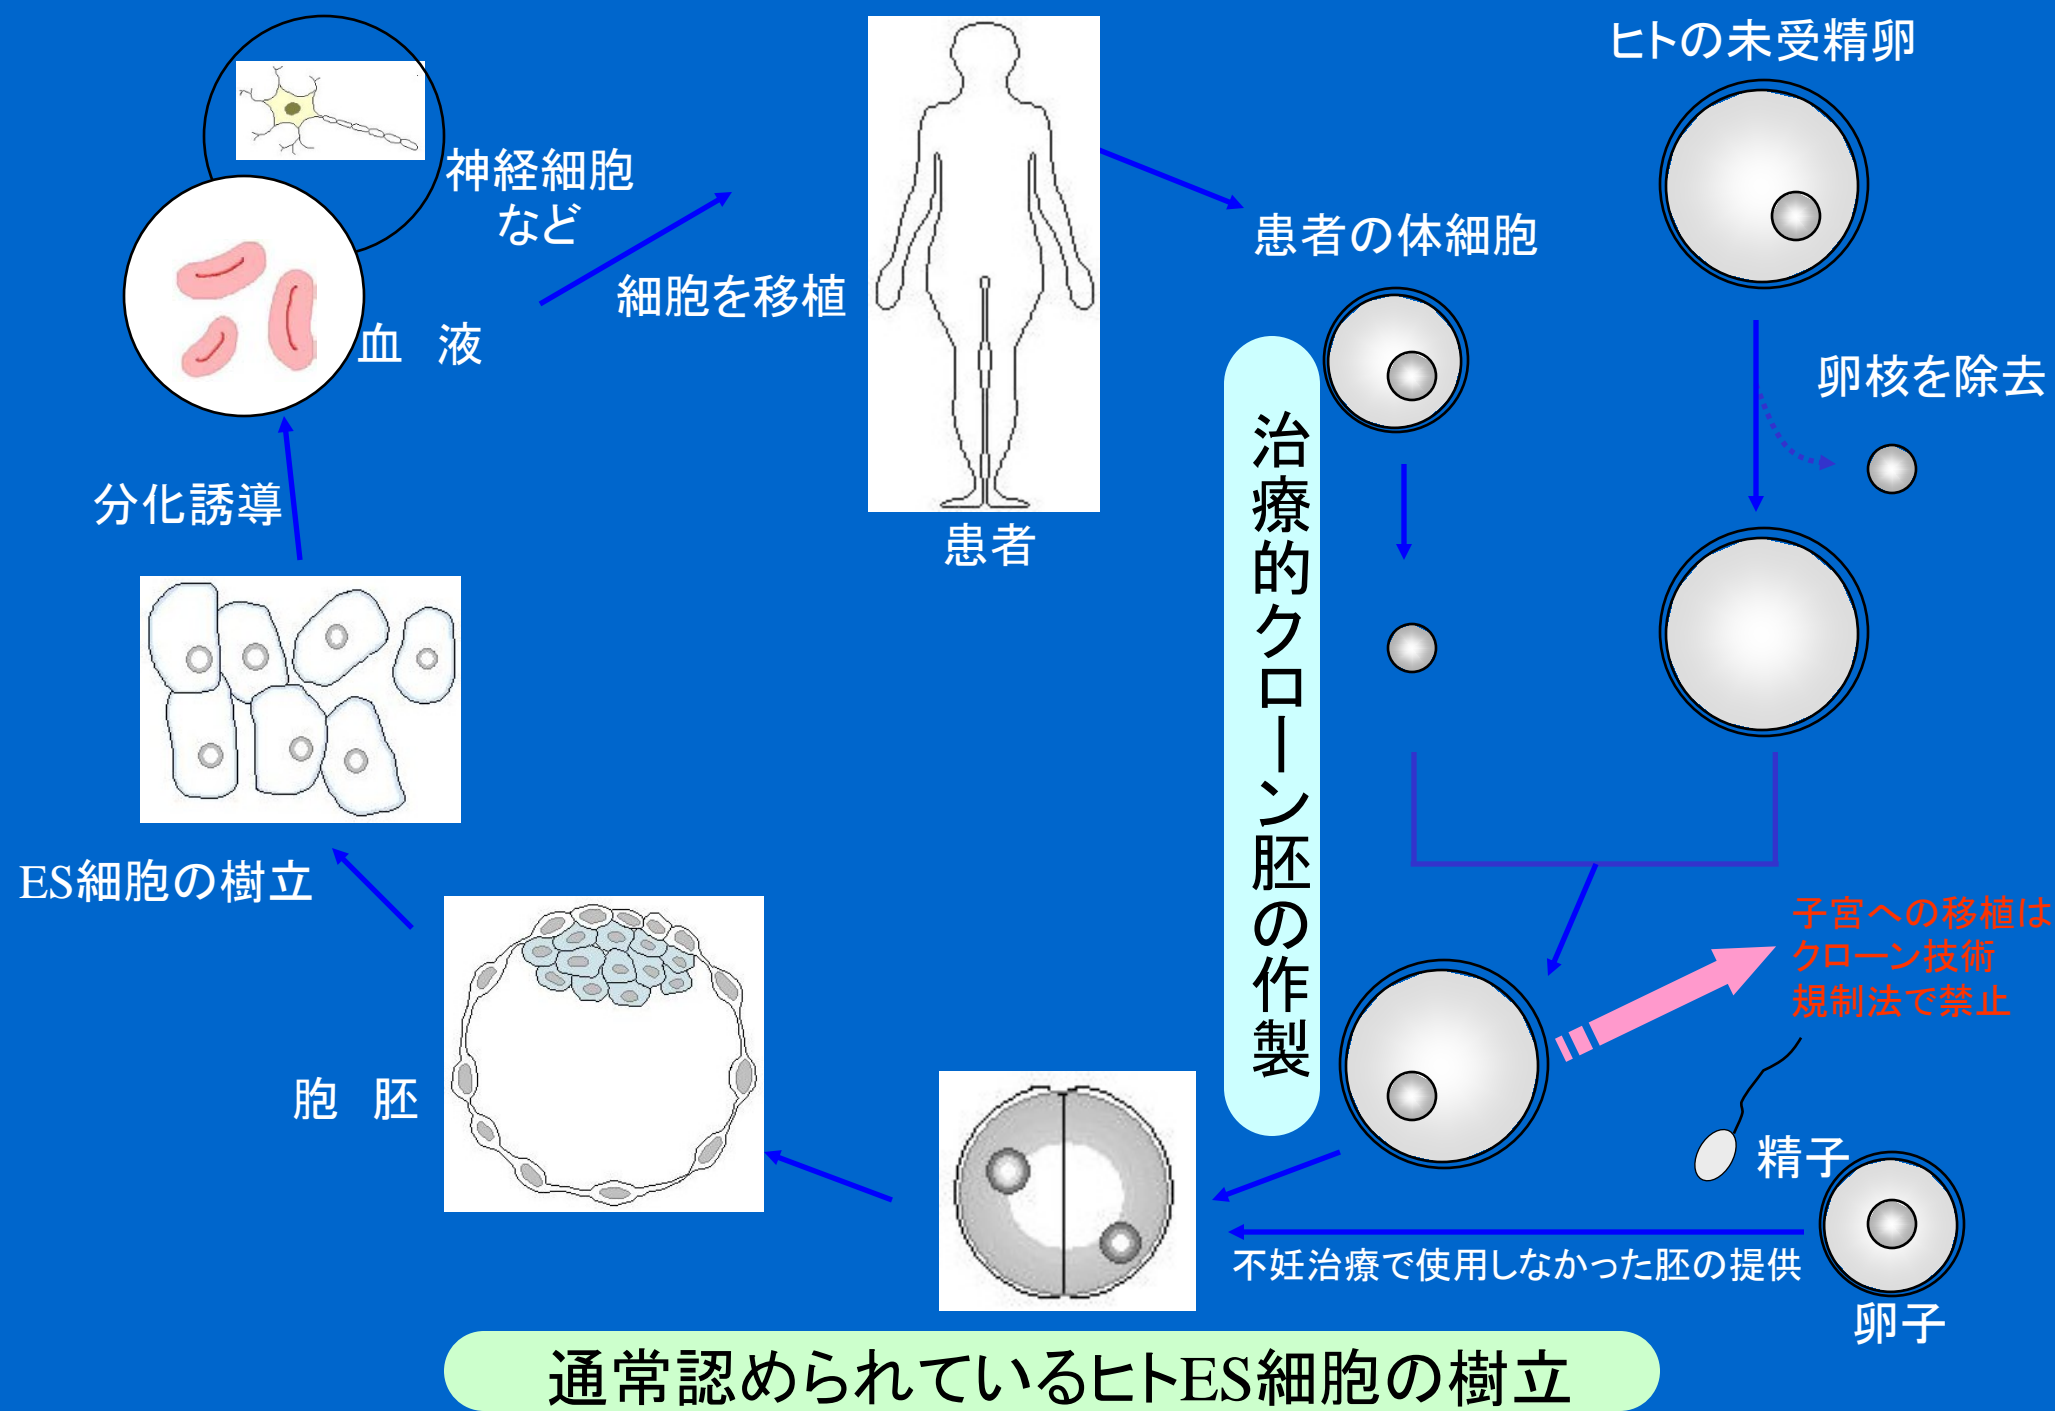 ヒトの未受精卵
神経細胞
など
患者の体細胞
細胞を移植
血　液
卵核を除去
分化誘導
患者
治療的クローン胚の作製
ES細胞の樹立
子宮への移植は
クローン技術
規制法で禁止
胞　胚
精子
不妊治療で使用しなかった胚の提供
卵子
通常認められているヒトES細胞の樹立